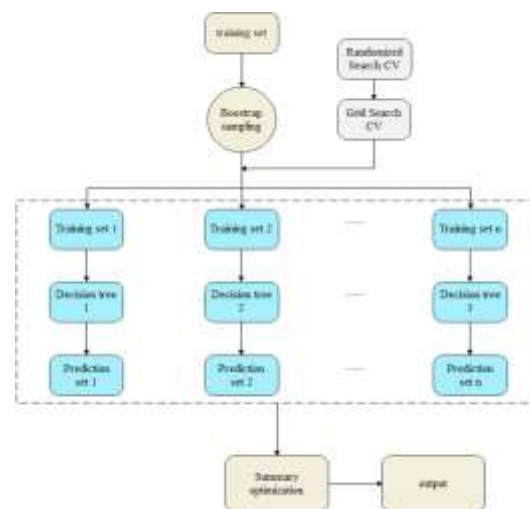 training set
Randomized
Search CV
Boostrap
sampling
Grid Search
CV
Training set 1
Training set 2
......
Training set n
Decision tree
1
Decision tree
2
......
Decision tree
3
Prediction
set 1
Prediction
set 2
......
Prediction
set n
Summary
optimization
output